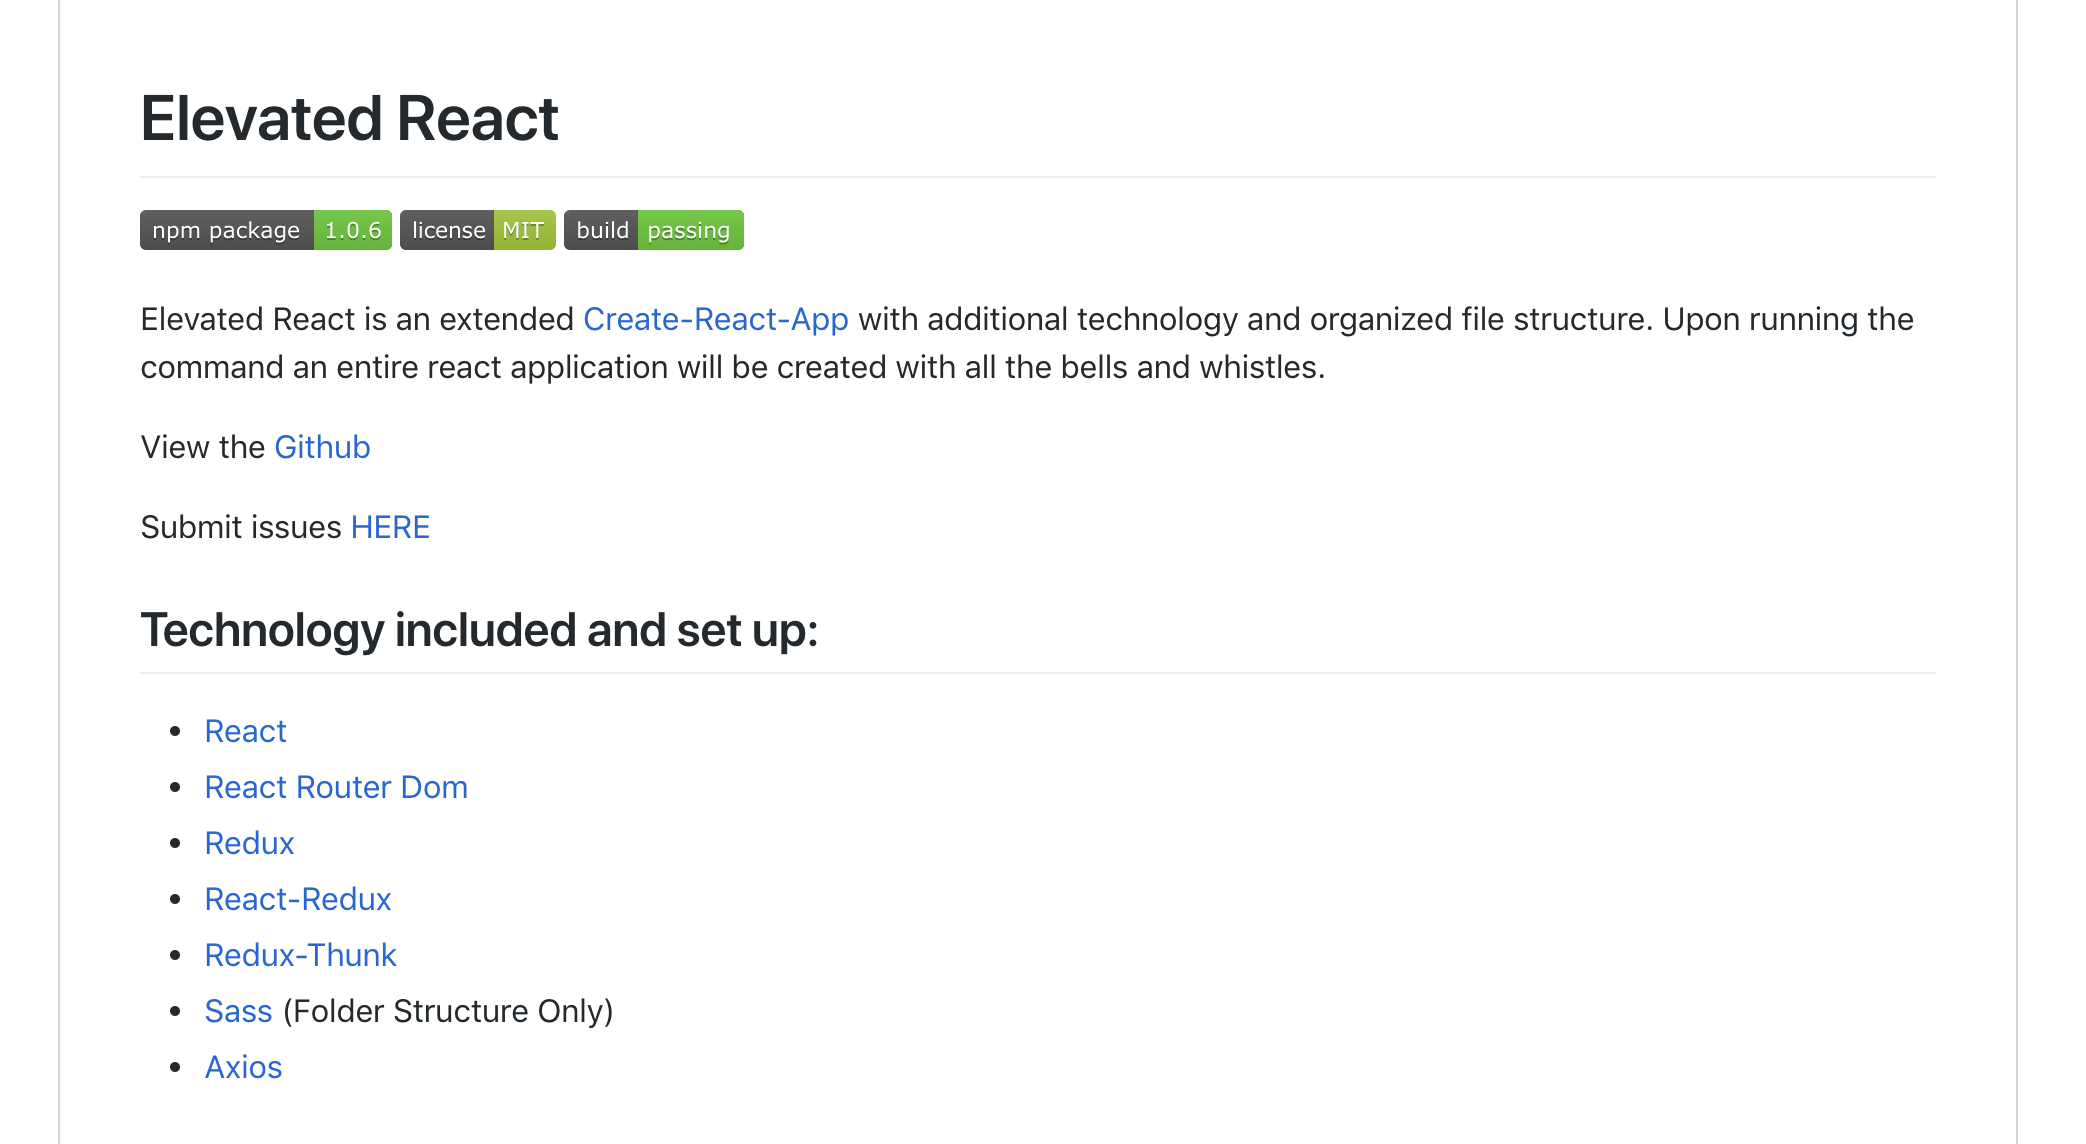 Elevated React
npm package 1.0.6 license MIT build passing
Elevated React is an extended Create-React-App with additional technology and organized file structure. Upon running the
command an entire react application will be created with all the bells and whistles.
View the Github
Submit issues HERE
Technology included and set up:
• React
• React Router Dom
• Redux
• React-Redux
• Redux-Thunk
• Sass (Folder Structure Only)
• Axios